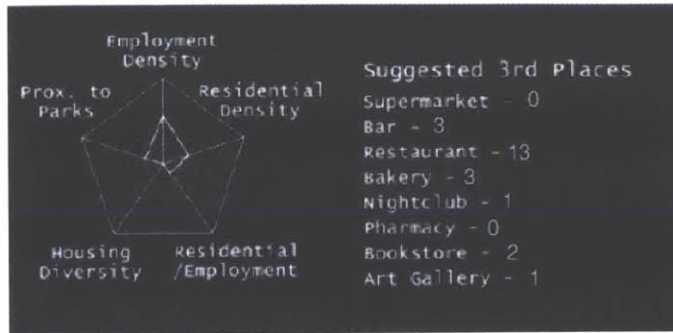 Employment
Density
Prox. to
Parks
Residential
Density
Housing
Diversity
Residential
/Employment
Suggested 3rd Places
Supermarket - 0
Bar - 3
Restaurant - 13
Bakery - 3
Nightclub - 1
Pharmacy - 0
Bookstore - 2
Art Gallery - 1